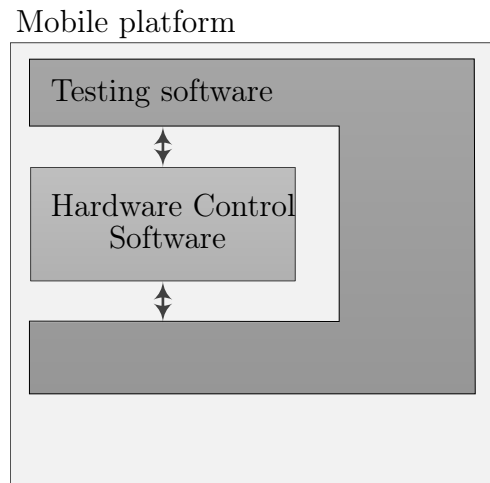 Mobile platform
Testing software
Hardware Control
Software